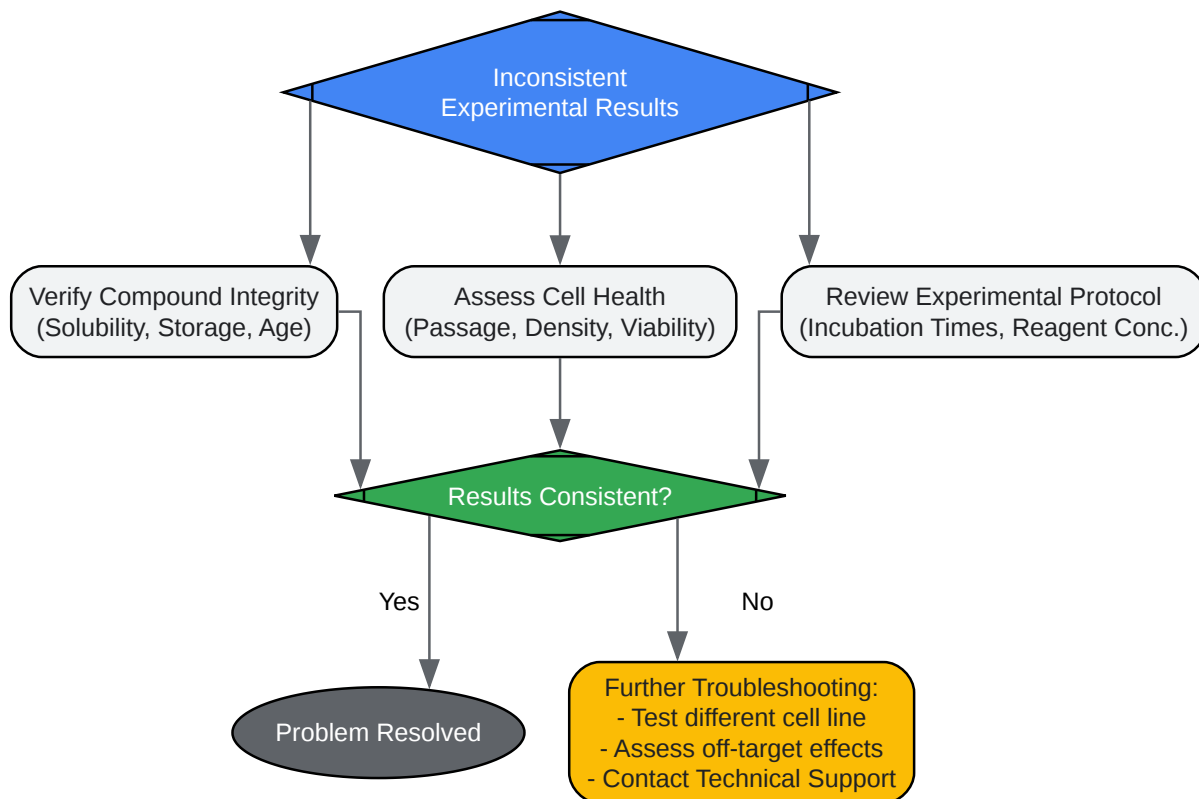 Inconsistent
Experimental Results
Verify Compound Integrity
(Solubility, Storage, Age)
Assess Cell Health
(Passage, Density, Viability)
Review Experimental Protocol
(Incubation Times, Reagent Conc.)
Results Consistent?
Yes
No
Problem Resolved
Further Troubleshooting:
- Test different cell line
- Assess off-target effects
- Contact Technical Support